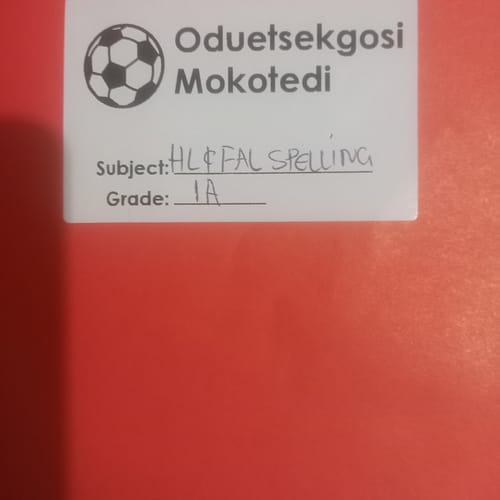 Oduetsekgosi
Mokotedi
Subject: HL & FAL SPELLING
Grade: 1A